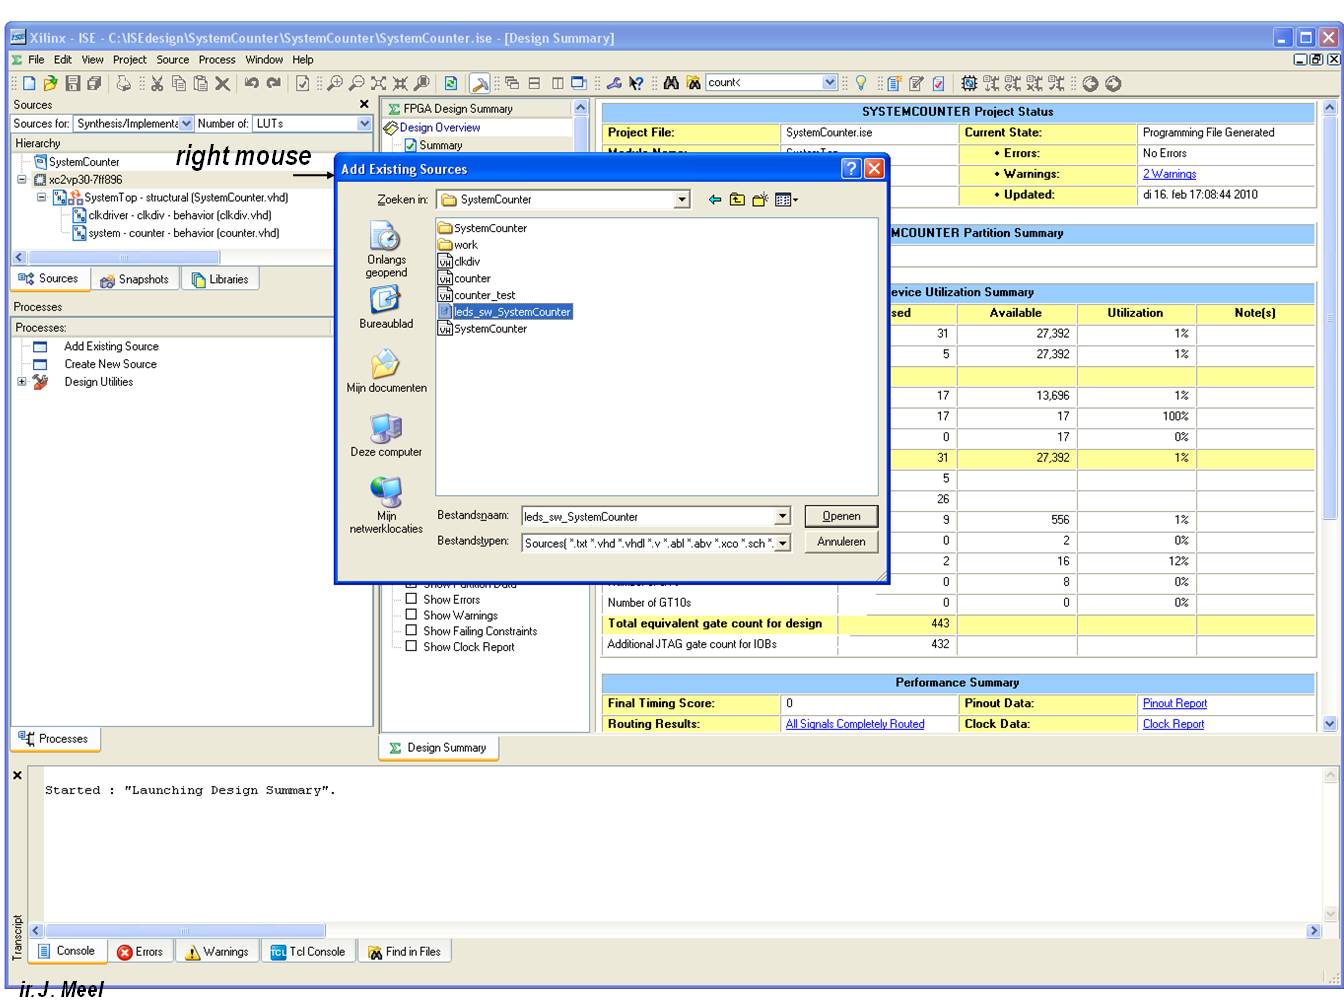 Xilinx - ISE - C:\ISEdesign\SystemCounter\SystemCounter\SystemCounter.ise - [Design Summary]
File Edit View Project Source Process Window Help
count<
Sources
Sources for: Synthesis/Implementa Number of: LUTs
Hierarchy
SystemCounter
xc2vp30-7ff896
SystemTop - structural (SystemCounter.vhd)
clkdriver - clkdiv - behavior (clkdiv.vhd)
system - counter - behavior (counter.vhd)
right mouse
Sources Snapshots Libraries
Processes
Processes:
Add Existing Source
Create New Source
Design Utilities
Processes
FPGA Design Summary
Design Overview
Summary
Show Errors
Show Warnings
Show Failing Constraints
Show Clock Report
Design Summary
Add Existing Sources
Zoeken in: SystemCounter
Onlangs geopend
Bureaublad
Mijn documenten
Deze computer
Mijn netwerklocaties
SystemCounter
work
clkdiv
counter
counter_test
leds_sw_SystemCounter
SystemCounter
Bestandsnaam: leds_sw_SystemCounter Openen
Bestandstypen: Sources( *.txt *.vhd *.vhdl *.v *.abl *.abv *.xco *.sch *. Annuleren
SYSTEMCOUNTER Project Status
Project File: SystemCounter.ise Current State: Programming File Generated
• Errors: No Errors
• Warnings: 2 Warnings
• Updated: di 16. feb 17:08:44 2010
MCOUNTER Partition Summary
evice Utilization Summary
sed Available Utilization Note(s)
31 27,392 1%
5 27,392 1%
17 13,696 1%
17 17 100%
0 17 0%
31 27,392 1%
5
26
9 556 1%
0 2 0%
2 16 12%
0 8 0%
Number of GT10s 0 0 0%
Total equivalent gate count for design 443
Additional JTAG gate count for IOBs 432
Performance Summary
Final Timing Score: 0 Pinout Data: Pinout Report
Routing Results: All Signals Completely Routed Clock Data: Clock Report
Started : "Launching Design Summary".
Transcript
Console Errors Warnings Tcl Console Find in Files
ir.J. Meel